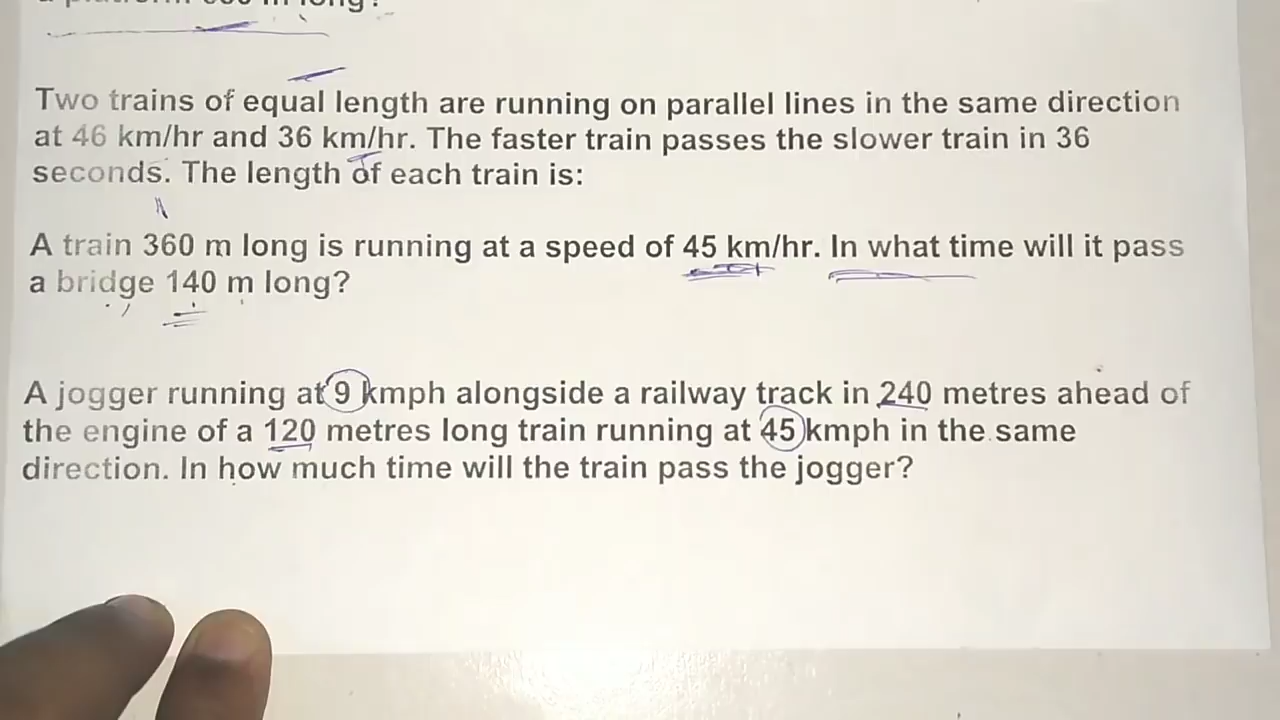 long?
Two trains of equal length are running on parallel lines in the same direction
at 46 km/hr and 36 km/hr. The faster train passes the slower train in 36
seconds. The length of each train is:
A train 360 m long is running at a speed of 45 km/hr. In what time will it pass
a bridge 140 m long?
A jogger running at 9 kmph alongside a railway track in 240 metres ahead of
the engine of a 120 metres long train running at 45 kmph in the same
direction. In how much time will the train pass the jogger?